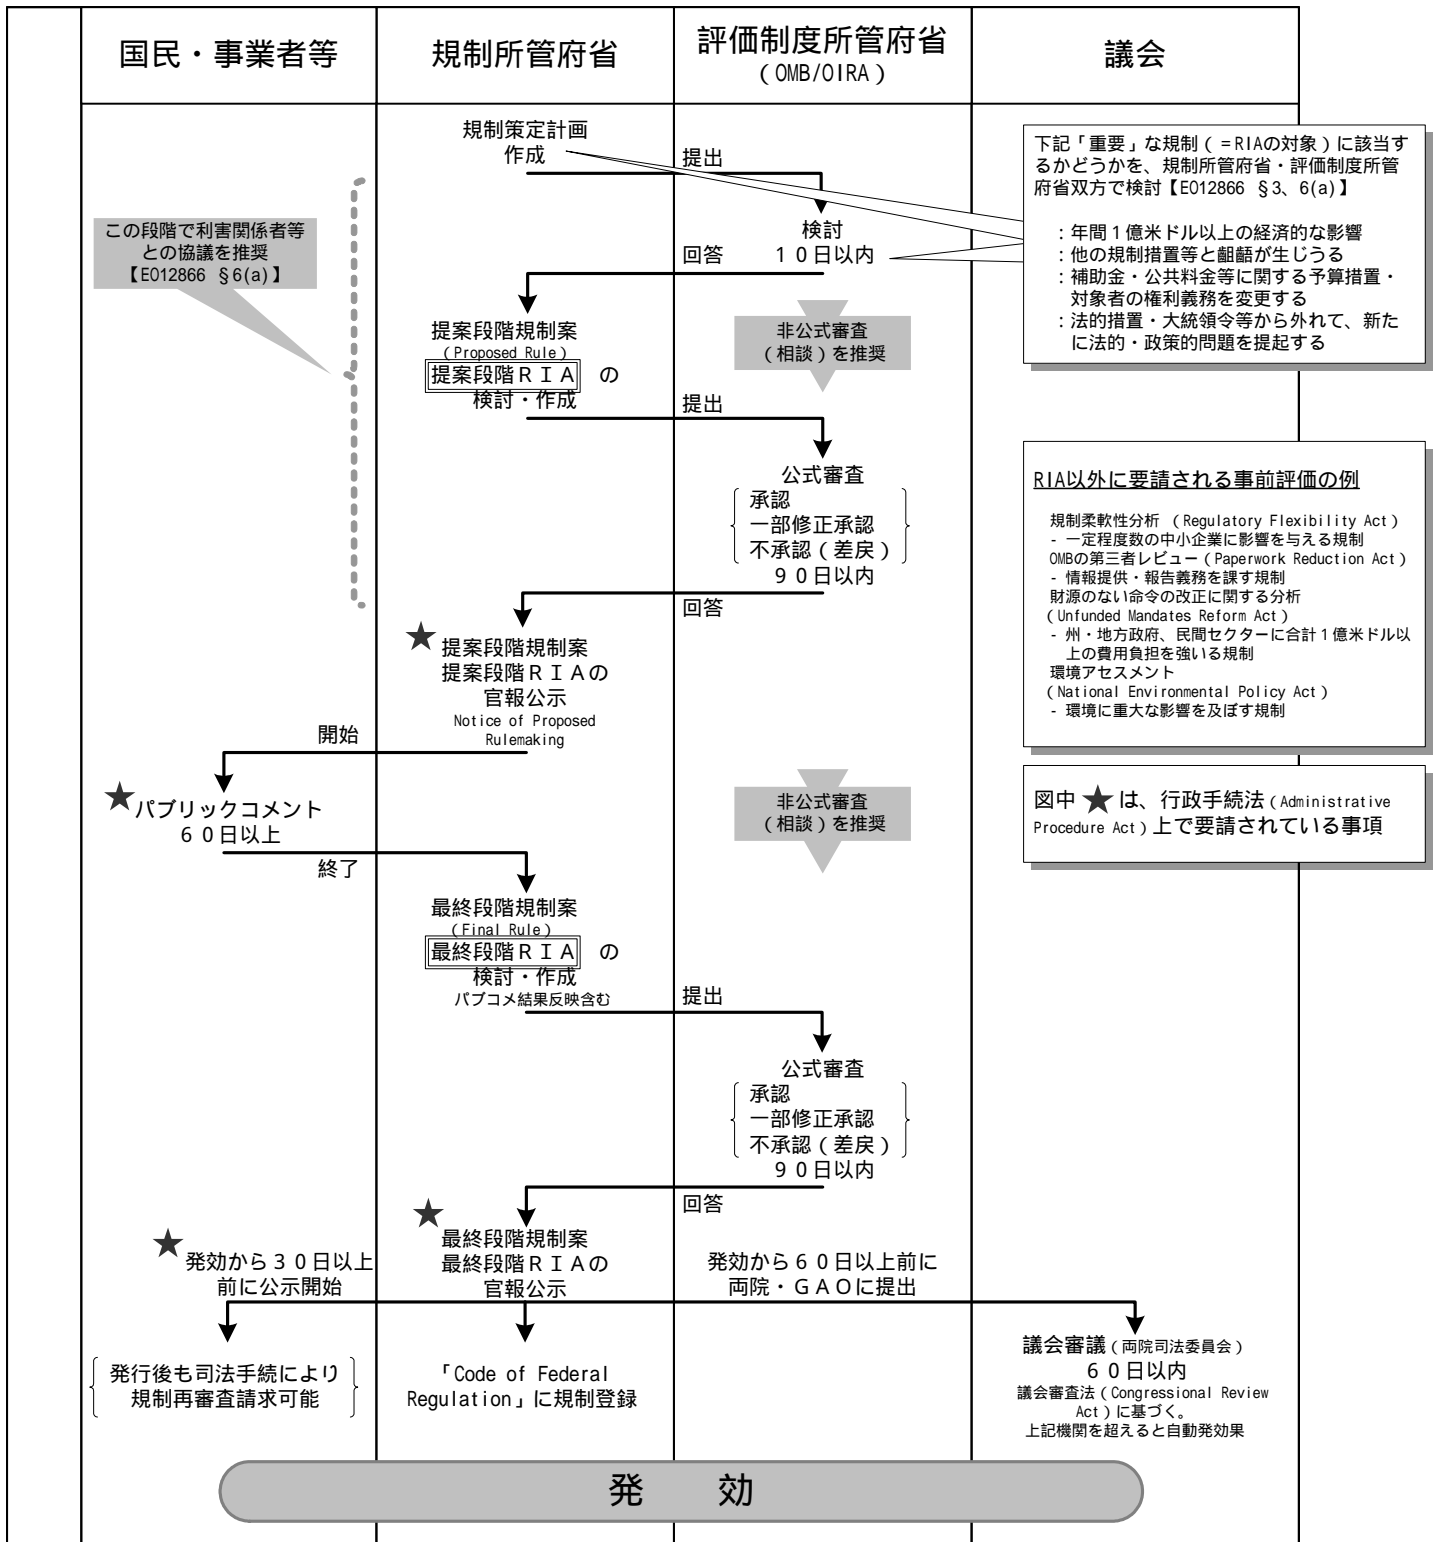 国民・事業者等
規制所管府省
評価制度所管府省
(OMB/OIRA)
議会
規制策定計画
作成
提出
下記「重要」な規制(=RIAの対象)に該当す
るかどうかを、規制所管府省・評価制度所管
府省双方で検討【EO12866 §3、6(a)】
:年間1億米ドル以上の経済的な影響
:他の規制措置等と齟齬が生じうる
:補助金・公共料金等に関する予算措置・
対象者の権利義務を変更する
:法的措置・大統領令等から外れて、新た
に法的・政策的問題を提起する
この段階で利害関係者等
との協議を推奨
【EO12866 §6(a)】
検討
10日以内
回答
提案段階規制案
(Proposed Rule)
提案段階RIA の
検討・作成
非公式審査
(相談)を推奨
提出
公式審査
承認
一部修正承認
不承認(差戻)
90日以内
回答
RIA以外に要請される事前評価の例
規制柔軟性分析 (Regulatory Flexibility Act)
- 一定程度数の中小企業に影響を与える規制
OMBの第三者レビュー(Paperwork Reduction Act)
- 情報提供・報告義務を課す規制
財源のない命令の改正に関する分析
(Unfunded Mandates Reform Act)
- 州・地方政府、民間セクターに合計1億米ドル以
上の費用負担を強いる規制
環境アセスメント
(National Environmental Policy Act)
- 環境に重大な影響を及ぼす規制
★ 提案段階規制案
提案段階RIAの
官報公示
Notice of Proposed
Rulemaking
開始
★ パブリックコメント
60日以上
終了
非公式審査
(相談)を推奨
図中 ★ は、行政手続法(Administrative
Procedure Act)上で要請されている事項
最終段階規制案
(Final Rule)
最終段階RIA の
検討・作成
パブコメ結果反映含む
提出
公式審査
承認
一部修正承認
不承認(差戻)
90日以内
回答
★ 発効から30日以上
前に公示開始
★ 最終段階規制案
最終段階RIAの
官報公示
発効から60日以上前に
両院・GAOに提出
発行後も司法手続により
規制再審査請求可能
「Code of Federal
Regulation」に規制登録
議会審議(両院司法委員会)
60日以内
議会審査法(Congressional Review
Act)に基づく。
上記機関を超えると自動発効果
発 効